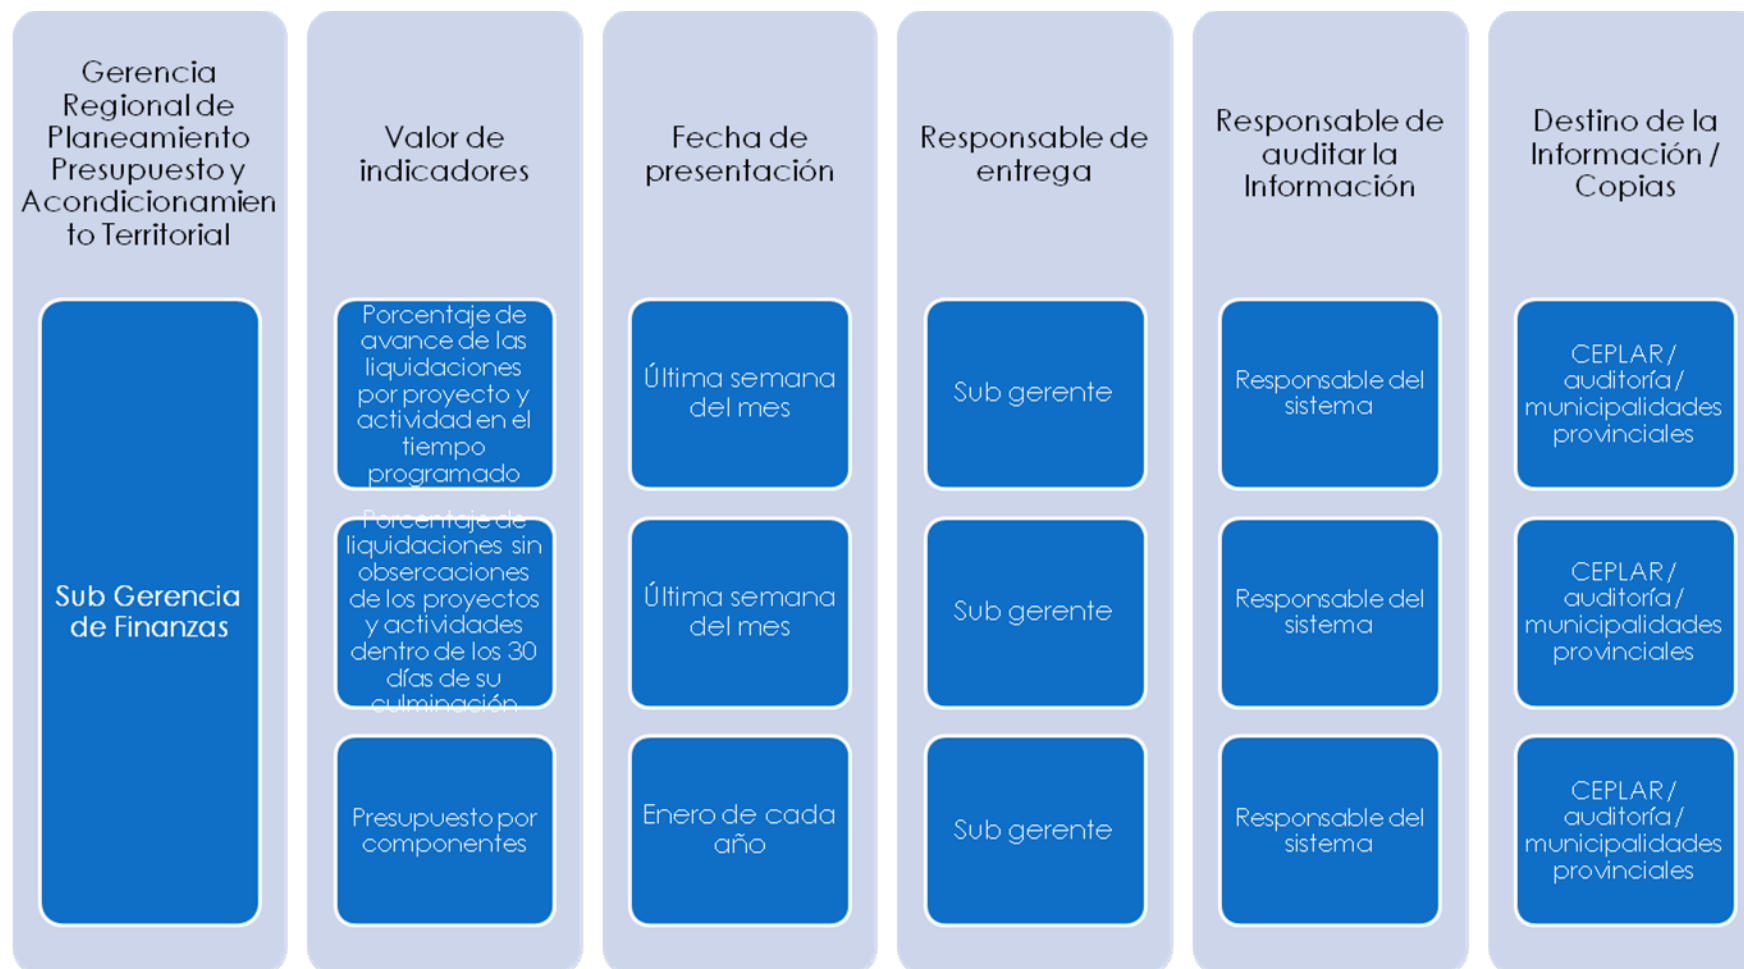 Gerencia
Regional de
Planeamiento
Presupuesto y
Acondicionamien
to Territorial
Sub Gerencia
de Finanzas
Valor de
indicadores
Porcentaje de
avance de las
liquidaciones
por proyecto y
actividad en el
tiempo
programado
Porcentaje de
liquidaciones sin
obsercaciones
de los proyectos
y actividades
dentro de los 30
días de su
culminación
Presupuesto por
componentes
Fecha de
presentación
Última semana
del mes
Última semana
del mes
Enero de cada
año
Responsable de
entrega
Sub gerente
Sub gerente
Sub gerente
Responsable de
auditar la
Información
Responsable del
sistema
Responsable del
sistema
Responsable del
sistema
Destino de la
Información /
Copias
CEPLAR /
auditoría /
municipalidades
provinciales
CEPLAR /
auditoría /
municipalidades
provinciales
CEPLAR /
auditoría /
municipalidades
provinciales